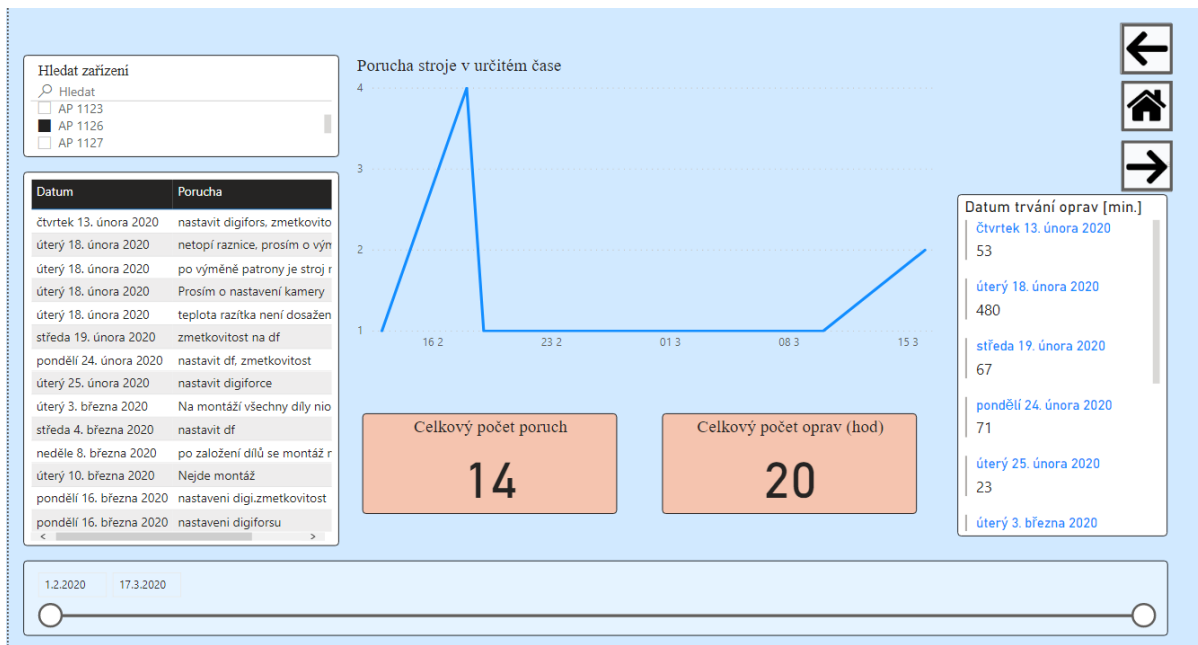 Hledat zařízení
Hledat
AP 1123
AP 1126
AP 1127
Datum Porucha
čtvrtek 13. února 2020 nastavit digifors, zmetkovito
úterý 18. února 2020 netopí raznice, prosím o vým
úterý 18. února 2020 po výměně patrony je stroj
úterý 18. února 2020 Prosím o nastavení kamery
úterý 18. února 2020 teplota razítka není dosažen
středa 19. února 2020 zmetkovitost na df
pondělí 24. února 2020 nastavit df, zmetkovitost
úterý 25. února 2020 nastavit digiforce
úterý 3. března 2020 Na montáží všechny díly nio
středa 4. března 2020 nastavit df
neděle 8. března 2020 po založení dílů se montáž
úterý 10. března 2020 Nejde montáž
pondělí 16. března 2020 nastaveni digi.zmetkovitost
pondělí 16. března 2020 nastaveni digiforsu
Porucha stroje v určitém čase
4
3
2
1
16 2 23 2 01 3 08 3 15 3
Celkový počet poruch
14
Celkový počet oprav (hod)
20
Datum trvání oprav [min.]
čtvrtek 13. února 2020
53
úterý 18. února 2020
480
středa 19. února 2020
67
pondělí 24. února 2020
71
úterý 25. února 2020
23
úterý 3. března 2020
1.2.2020 17.3.2020